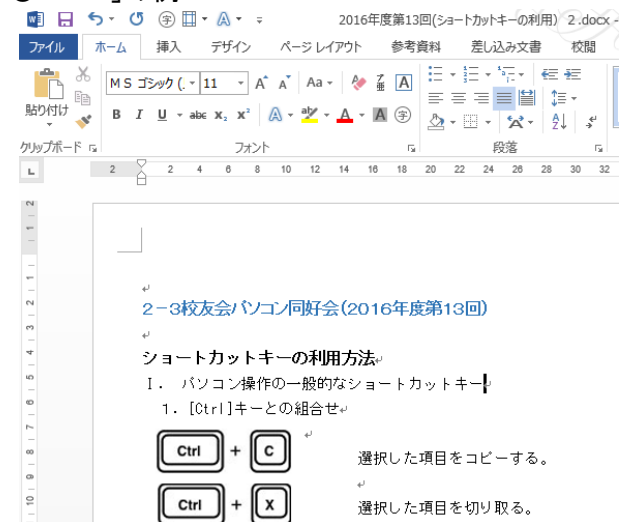 2016年度第13回(ショートカットキーの利用) 2.docx -
ファイル ホーム 挿入 デザイン ページ レイアウト 参考資料 差し込み文書 校閲
MS ゴシック (. 11 A A Aa A
貼り付け
B I U abc X₂ X² A A A 字
クリップボード フォント 段落
L 2 2 4 6 8 10 12 14 16 18 20 22 24 26 28 30 32
2-3校友会パソコン同好会(2016年度第13回)
ショートカットキーの利用方法
Ⅰ. パソコン操作の一般的なショートカットキー
1. [Ctrl]キーとの組合せ
Ctrl + C 選択した項目をコピーする。
Ctrl + X 選択した項目を切り取る。